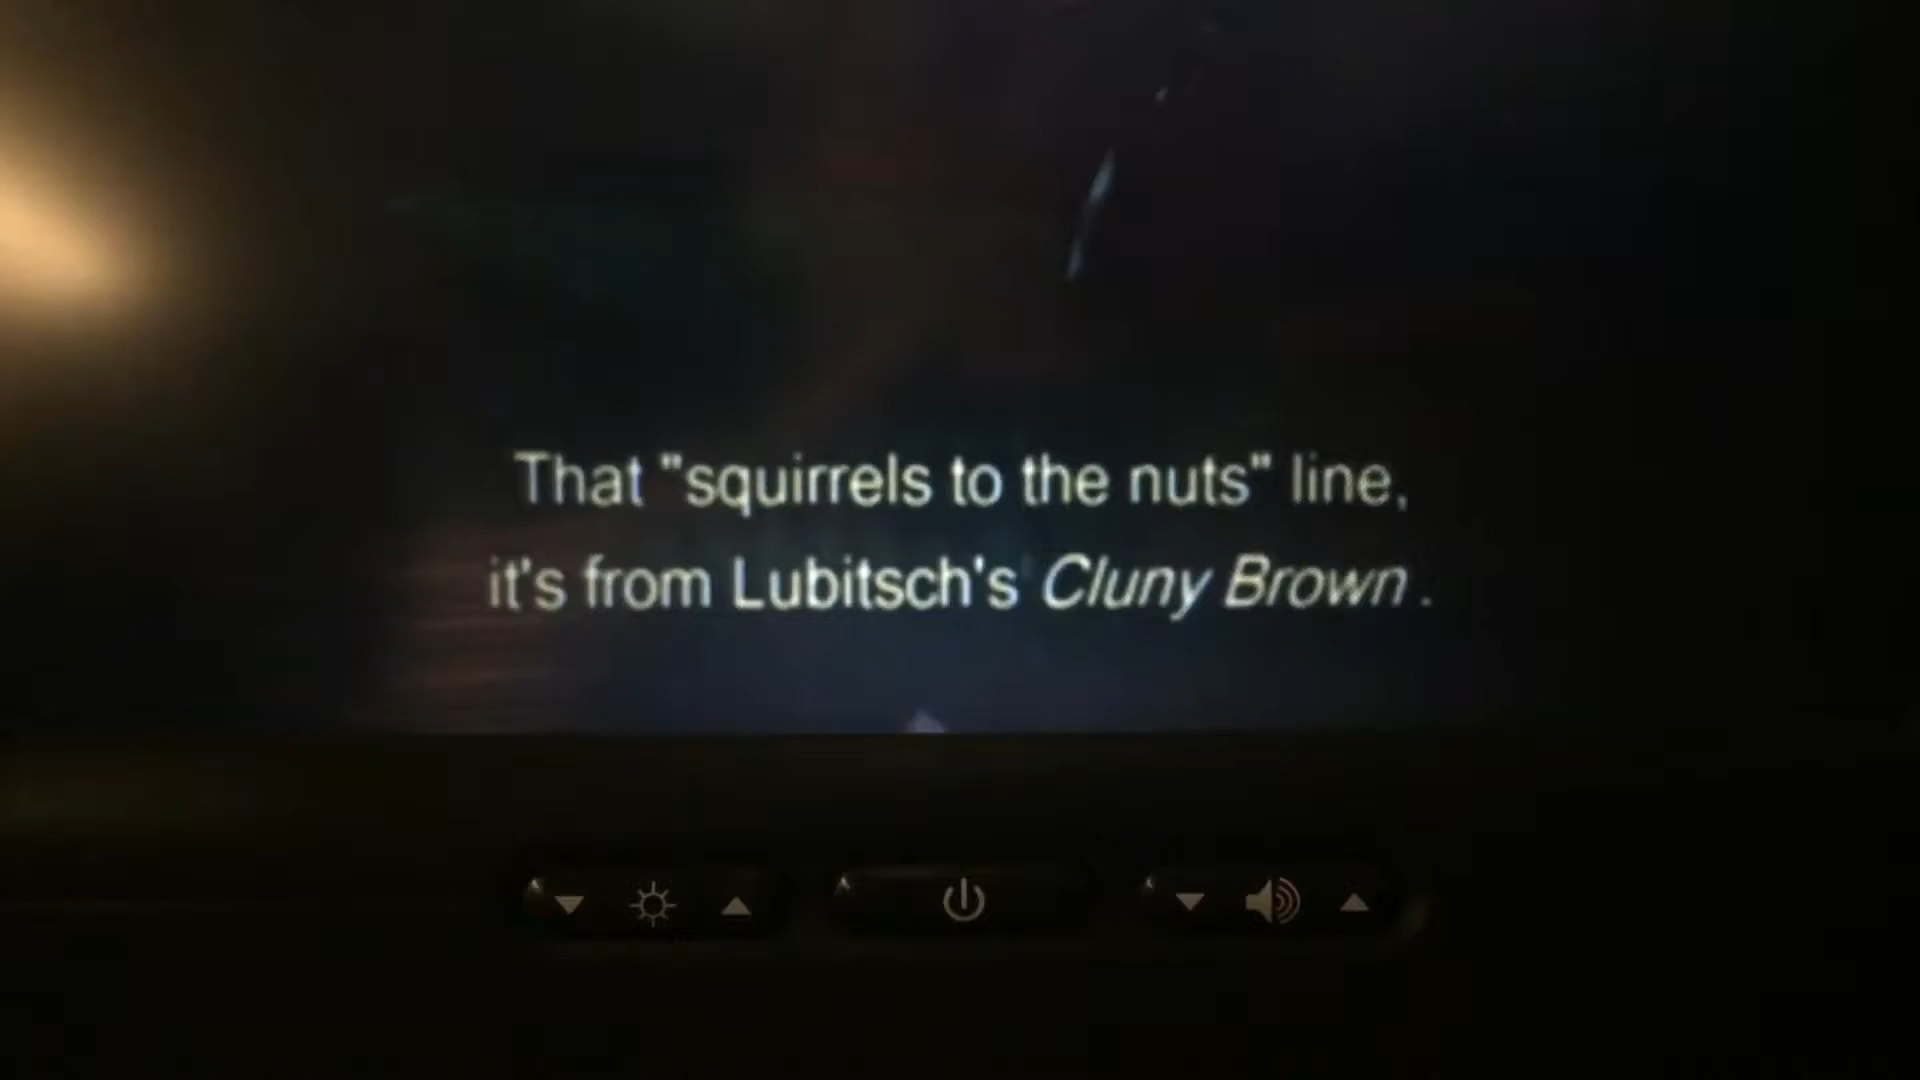 That "squirrels to the nuts" line,
it's from Lubitsch's Cluny Brown .